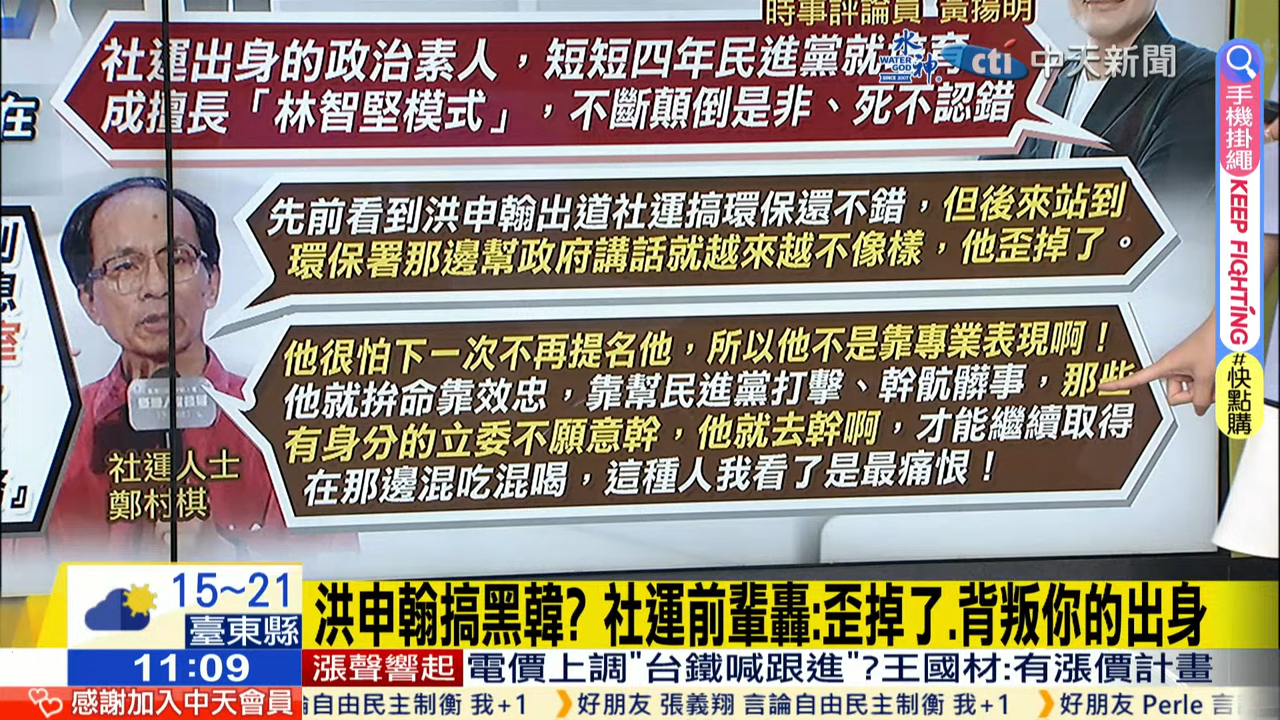 時事評論員 黃揚明
社運出身的政治素人，短短四年民進黨就
成擅長「林智堅模式」，不斷顛倒是非、死不認錯
水神
WATER GOD
SINCE 2007
cti 中天新聞
在
先前看到洪申翰出道社運搞環保還不錯，但後來站到
環保署那邊幫政府講話就越來越不像樣，他歪掉了。
他很怕下一次不再提名他，所以他不是靠專業表現啊！
他就拚命靠效忠，靠幫民進黨打擊、幹骯髒事，那些
有身分的立委不願意幹，他就去幹啊，才能繼續取得
在那邊混吃混喝，這種人我看了是最痛恨！
社運人士
鄭村棋
手機掛繩
KEEP FIGHTING
#快點購
15~21
臺東縣
11:09
洪申翰搞黑韓? 社運前輩轟:歪掉了.背叛你的出身
漲聲響起 電價上調"台鐵喊跟進"?王國材:有漲價計畫
感謝加入中天會員
論自由民主制衡 我+1 》好朋友 張義翔 言論自由民主制衡 我+1 》好朋友 Perle 言